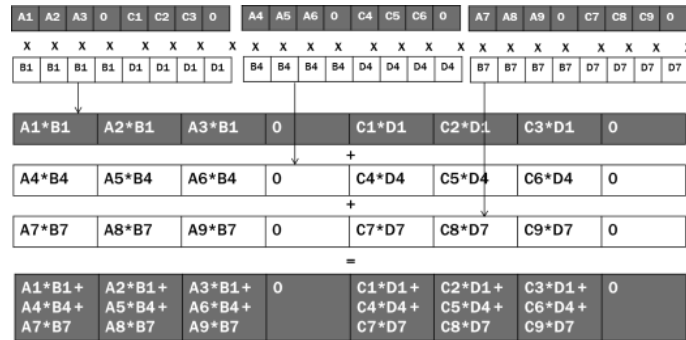 A1 A2 A3 0 C1 C2 C3 0 A4 A5 A6 0 C4 C5 C6 0 A7 A8 A9 0 C7 C8 C9 0
X X X X X X X X X X X X X X X X X X X X X
B1 B1 B1 B1 D1 D1 D1 D1 B4 B4 B4 B4 D4 D4 D4 D4 B7 B7 B7 B7 D7 D7 D7 D7
A1*B1 A2*B1 A3*B1 0 C1*D1 C2*D1 C3*D1 0
+
A4*B4 A5*B4 A6*B4 0 C4*D4 C5*D4 C6*D4 0
+
A7*B7 A8*B7 A9*B7 0 C7*D7 C8*D7 C9*D7 0
=
A1*B1+ A2*B1+ A3*B1+ 0 C1*D1+ C2*D1+ C3*D1+ 0
A4*B4+ A5*B4+ A6*B4+ C4*D4+ C5*D4+ C6*D4+
A7*B7 A8*B7 A9*B7 C7*D7 C8*D7 C9*D7